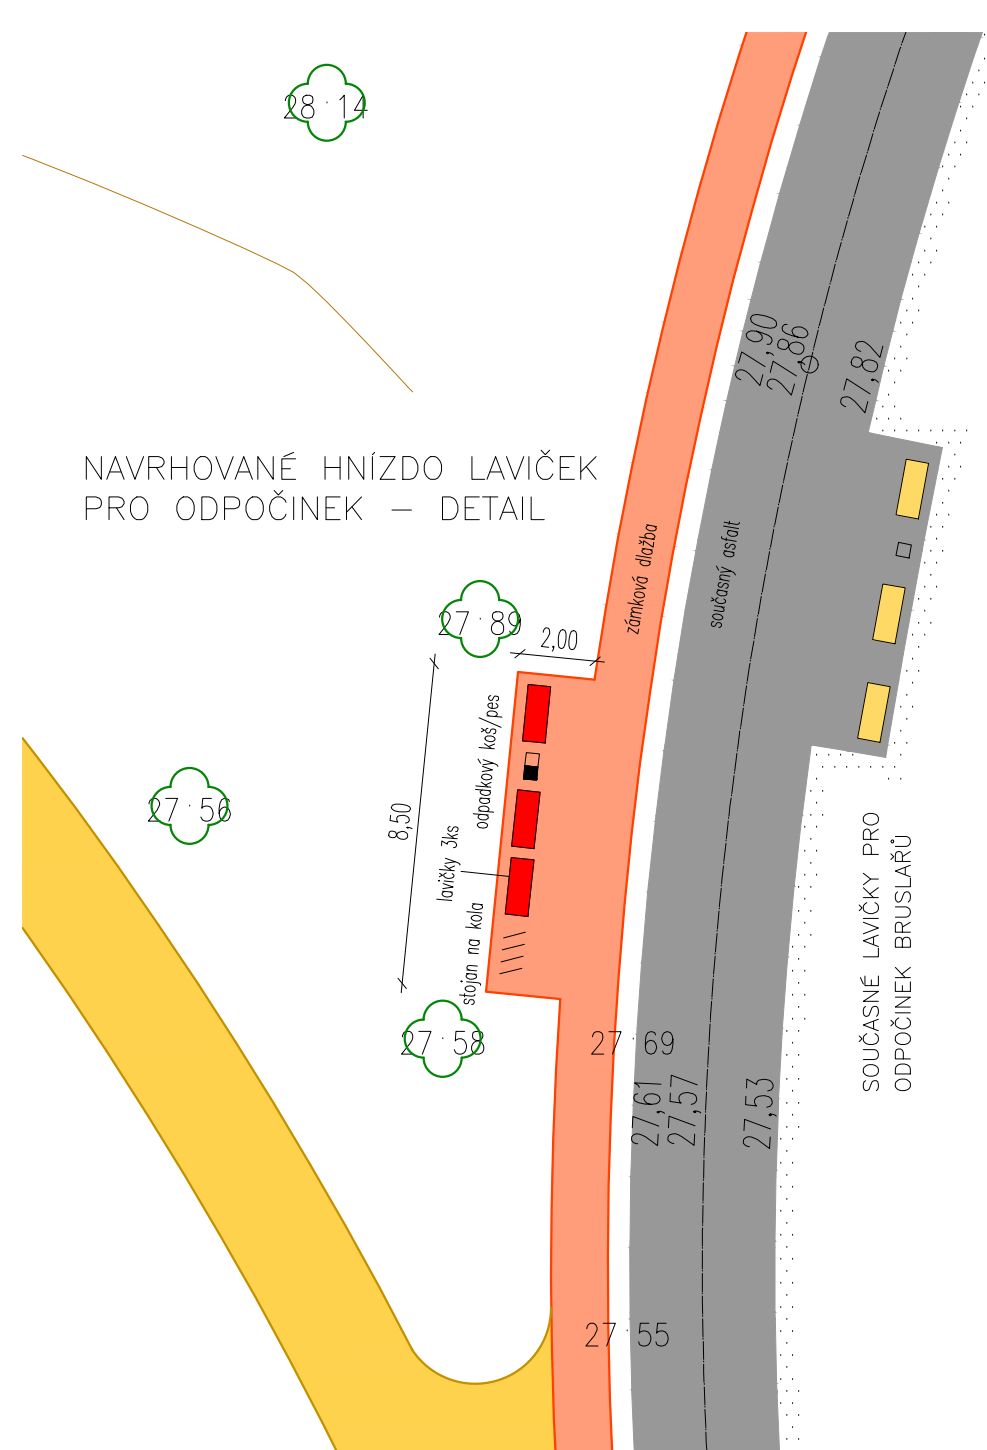 28 14
27,90
27,86
27,82
NAVRHOVANÉ HNÍZDO LAVIČEK
PRO ODPOČINEK – DETAIL
zámková dlažba
současný asfalt
27 89
2,00
odpadkový koš/pes
8,50
27 56
lavičky 3ks
stojan na kola
SOUČASNÉ LAVIČKY PRO
ODPOČINEK BRUSLAŘŮ
27 58
27 69
27,61
27,57
27,53
27 55